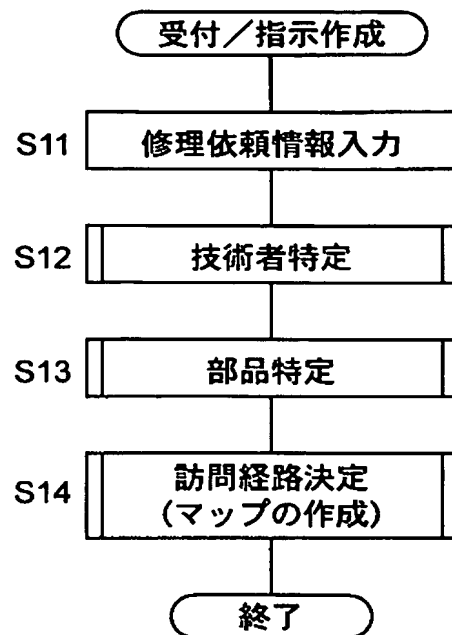 受付／指示作成
S11 修理依頼情報入力
S12 技術者特定
S13 部品特定
S14 訪問経路決定
(マップの作成)
終了